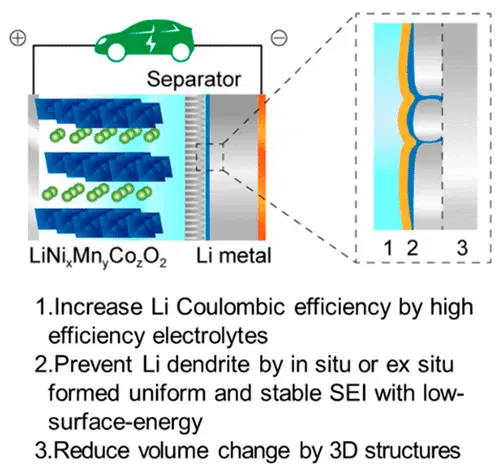 ⊕ ⊖
Separator
LiNiₓMnᵧCo_zO₂ Li metal
1 2 3
1.Increase Li Coulombic efficiency by high
efficiency electrolytes
2.Prevent Li dendrite by in situ or ex situ
formed uniform and stable SEI with low-
surface-energy
3.Reduce volume change by 3D structures